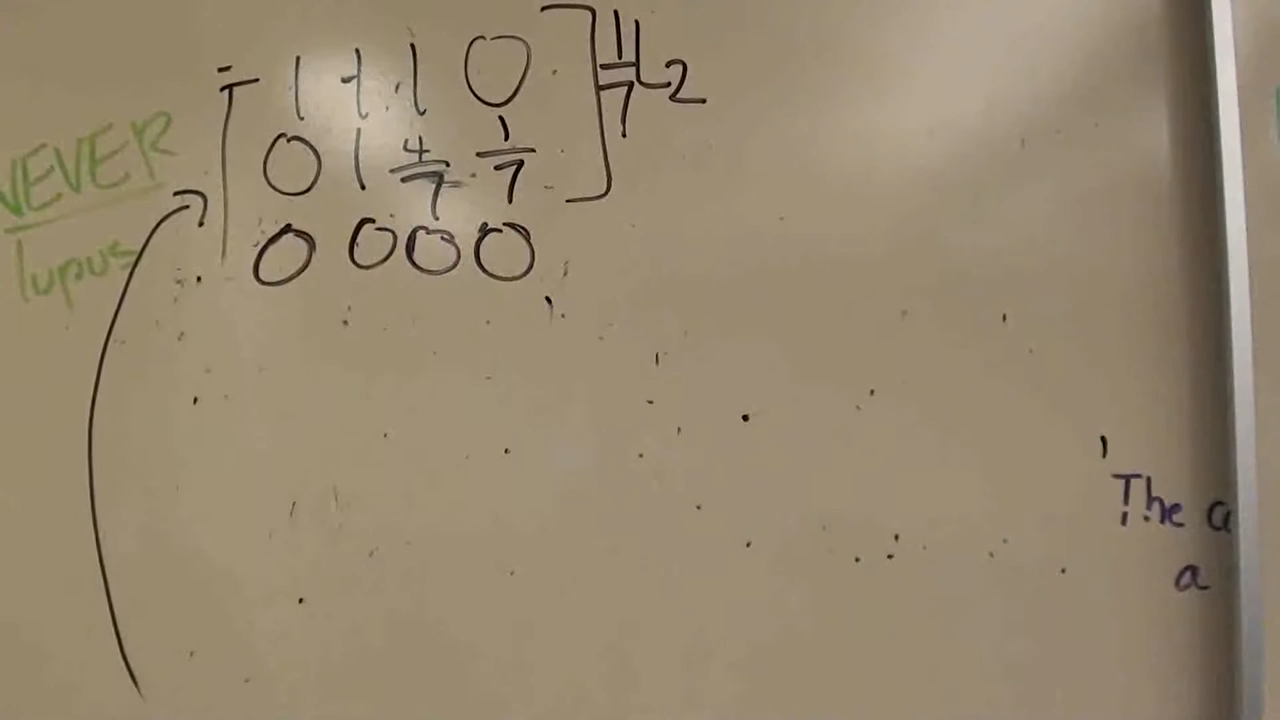 1 1 1 0 ] 1/7 L2
0 1 4/7 1/7
0 0 0 0
NEVER
lupus
The a
a